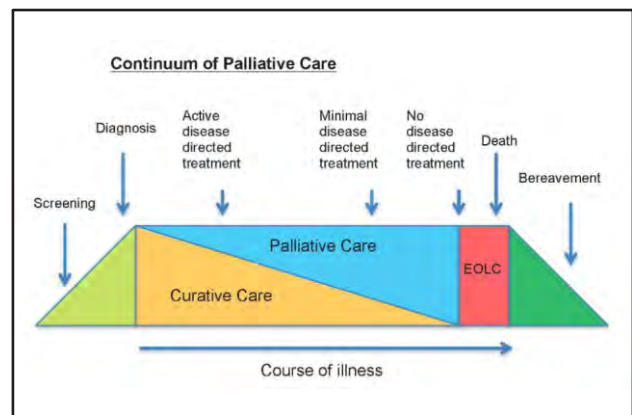 Continuum of Palliative Care
Screening
Diagnosis
Active
disease
directed
treatment
Minimal
disease
directed
treatment
No
disease
directed
treatment
Death
Bereavement
Palliative Care
Curative Care
EOLC
Course of illness